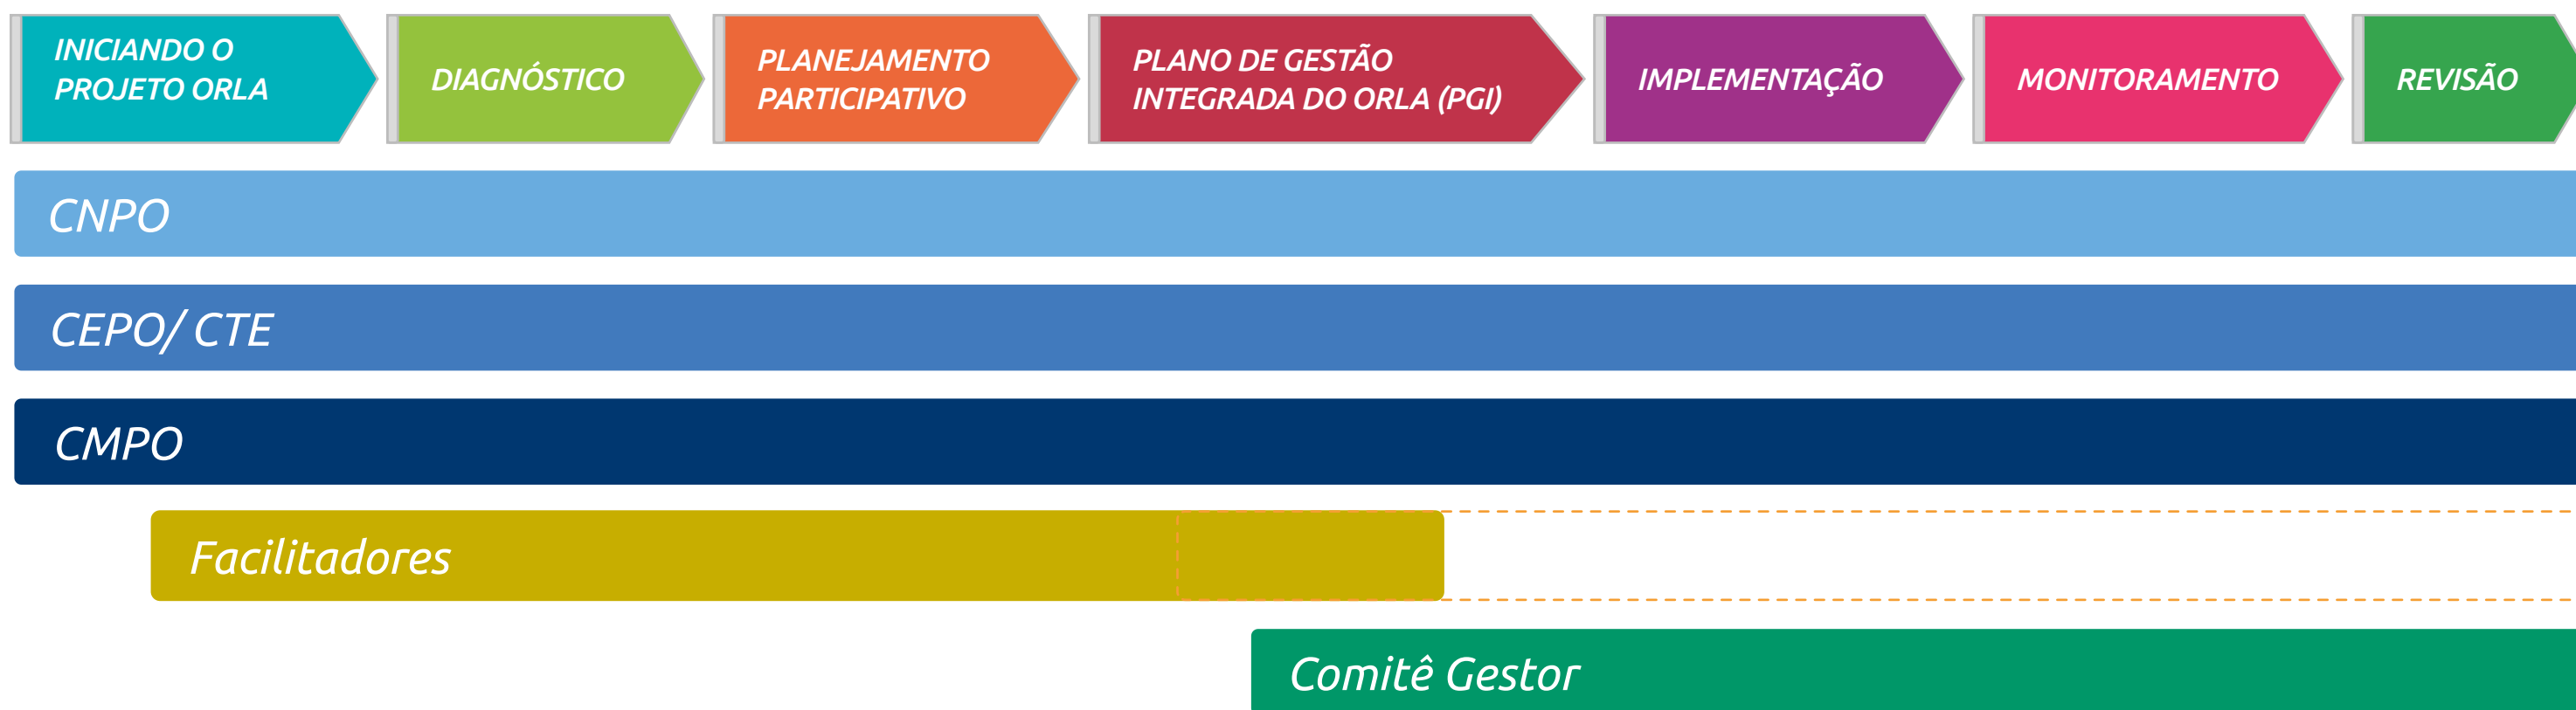 INICIANDO O
PROJETO ORLA
DIAGNÓSTICO
PLANEJAMENTO
PARTICIPATIVO
PLANO DE GESTÃO
INTEGRADA DO ORLA (PGI)
IMPLEMENTAÇÃO
MONITORAMENTO
REVISÃO
CNPO
CEPO/ CTE
CMPO
Facilitadores
Comitê Gestor